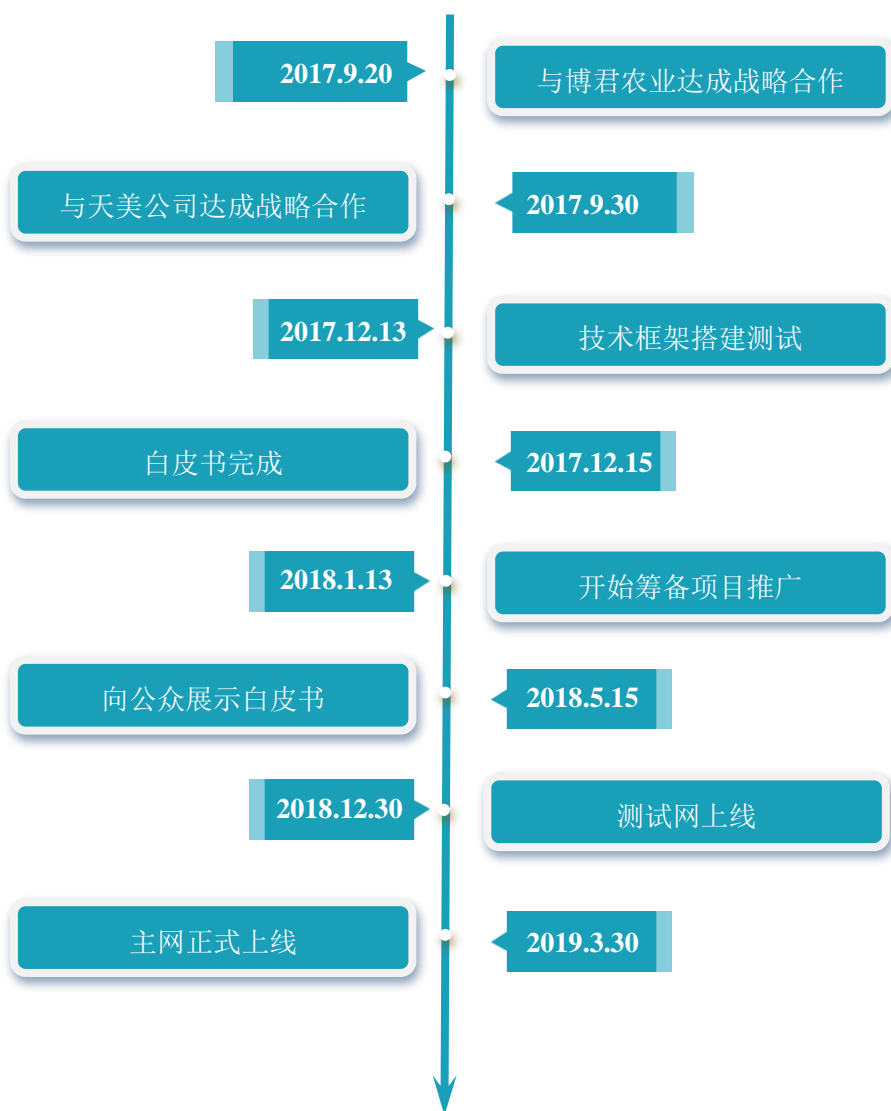 2017.9.20
与博君农业达成战略合作
与天美公司达成战略合作
2017.9.30
2017.12.13
技术框架搭建测试
白皮书完成
2017.12.15
2018.1.13
开始筹备项目推广
向公众展示白皮书
2018.5.15
2018.12.30
测试网上线
主网正式上线
2019.3.30